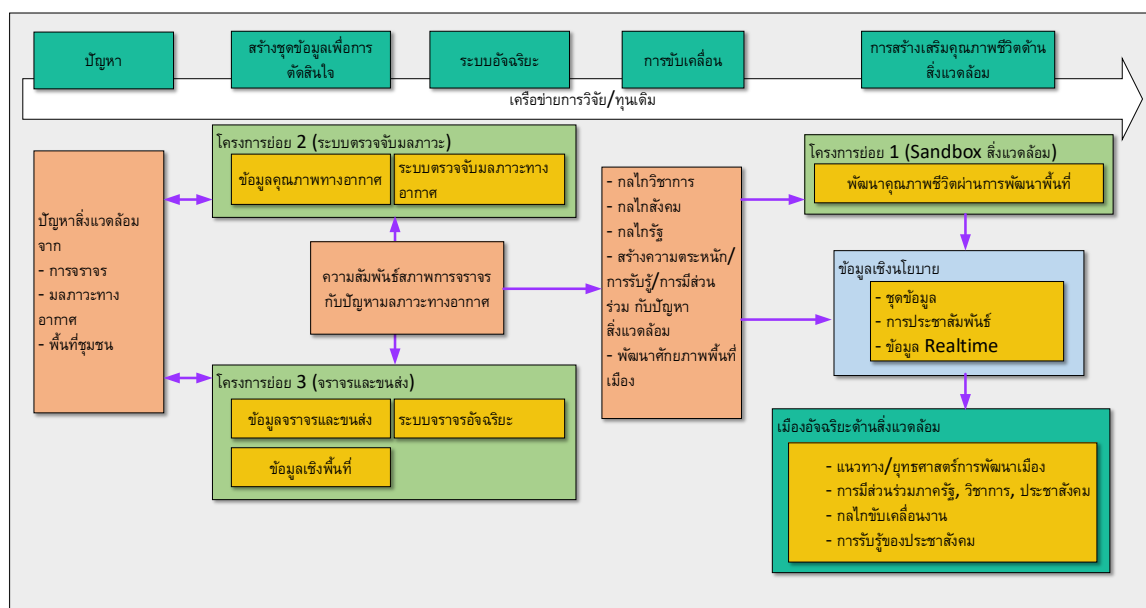 ปัญหา
สร้างชุดข้อมูลเพื่อการ
ตัดสินใจ
ระบบอัจฉริยะ
การขับเคลื่อน
การสร้างเสริมคุณภาพชีวิตด้าน
สิ่งแวดล้อม
เครือข่ายการวิจัย/ทุนเดิม
ปัญหาสิ่งแวดล้อม
จาก
- การจราจร
- มลภาวะทาง
อากาศ
- พื้นที่ชุมชน
โครงการย่อย 2 (ระบบตรวจจับมลภาวะ)
ข้อมูลคุณภาพทางอากาศ
ระบบตรวจจับมลภาวะทาง
อากาศ
ความสัมพันธ์สภาพการจราจร
กับปัญหามลภาวะทางอากาศ
โครงการย่อย 3 (จราจรและขนส่ง)
ข้อมูลจราจรและขนส่ง
ระบบจราจรอัจฉริยะ
ข้อมูลเชิงพื้นที่
- กลไกวิชาการ
- กลไกสังคม
- กลไกรัฐ
- สร้างความตระหนัก/
การรับรู้/การมีส่วน
ร่วม กับปัญหา
สิ่งแวดล้อม
- พัฒนาศักยภาพพื้นที่
เมือง
โครงการย่อย 1 (Sandbox สิ่งแวดล้อม)
พัฒนาคุณภาพชีวิตผ่านการพัฒนาพื้นที่
ข้อมูลเชิงนโยบาย
- ชุดข้อมูล
- การประชาสัมพันธ์
- ข้อมูล Realtime
เมืองอัจฉริยะด้านสิ่งแวดล้อม
- แนวทาง/ยุทธศาสตร์การพัฒนาเมือง
- การมีส่วนร่วมภาครัฐ, วิชาการ, ประชาสังคม
- กลไกขับเคลื่อนงาน
- การรับรู้ของประชาสังคม